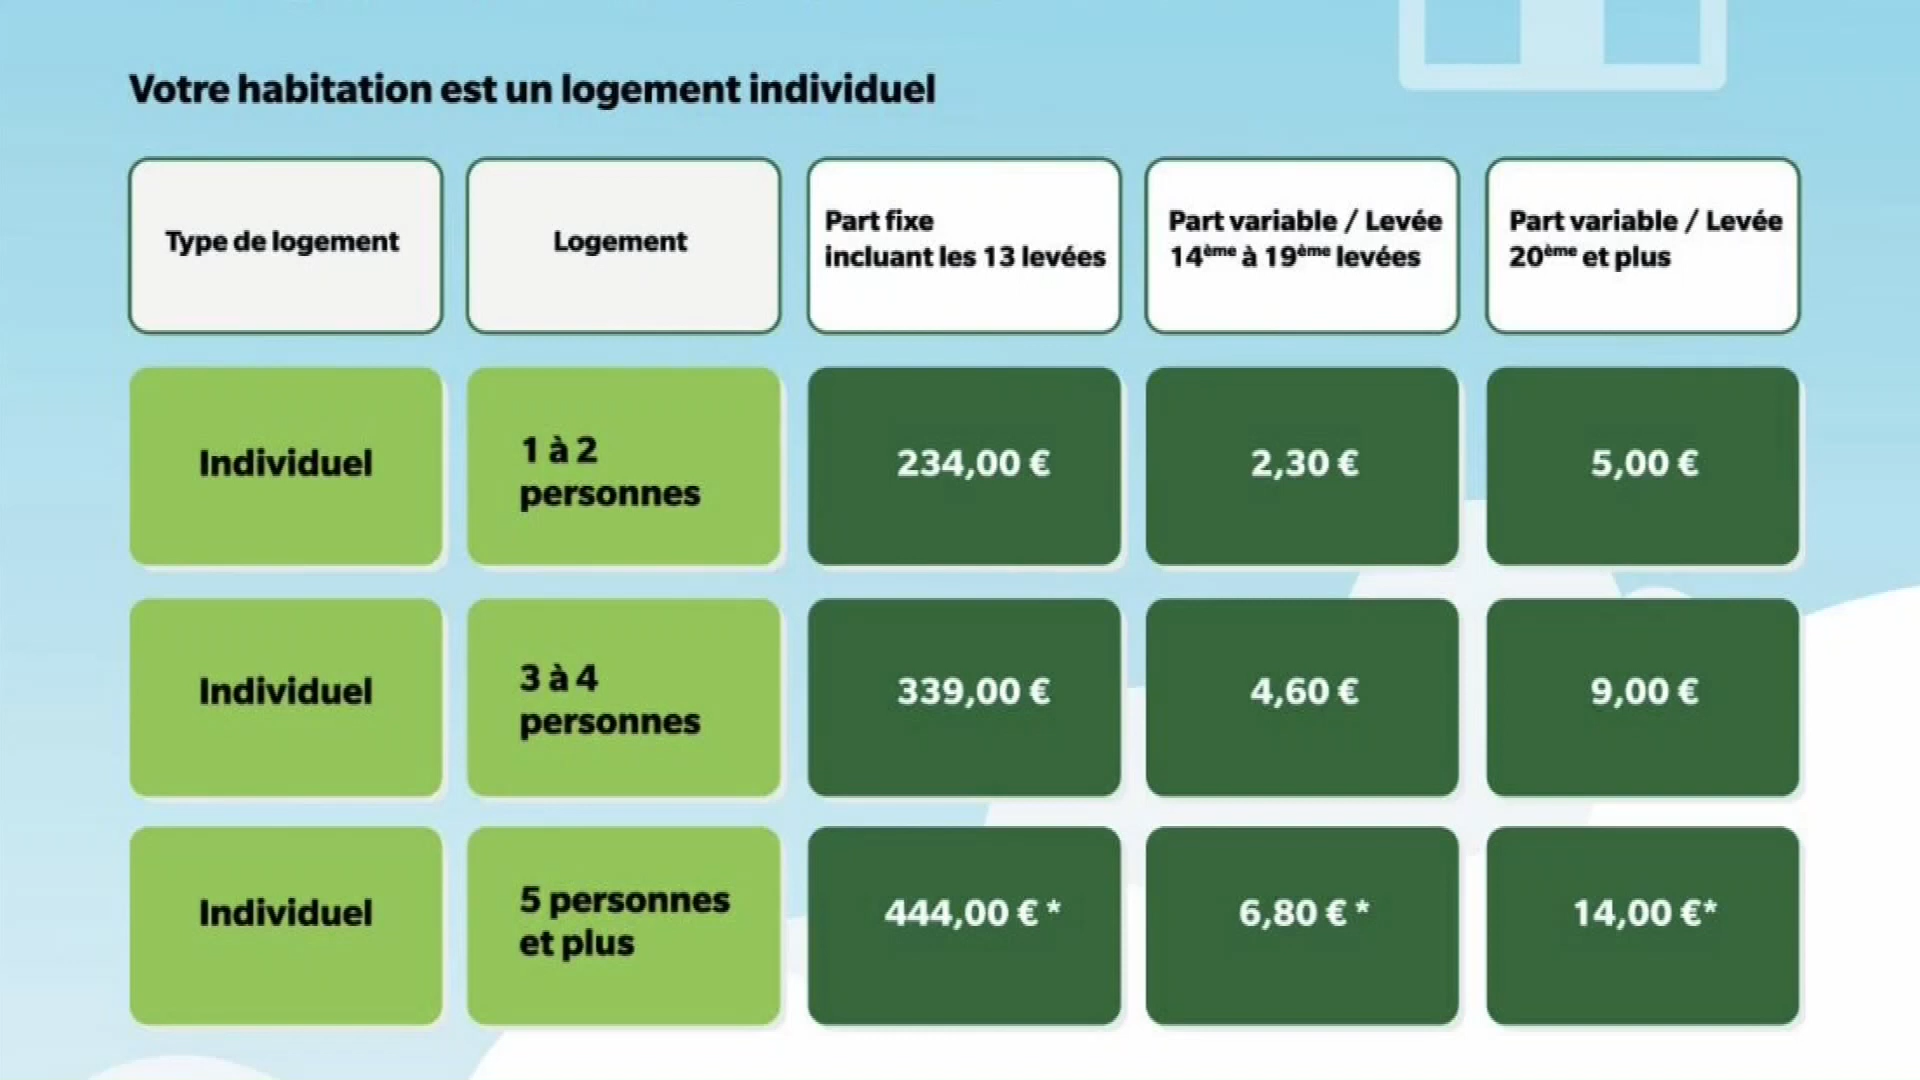 Votre habitation est un logement individuel
Type de logement
Logement
Part fixe
incluant les 13 levées
Part variable / Levée
14ème à 19ème levées
Part variable / Levée
20ème et plus
Individuel
1 à 2
personnes
234,00 €
2,30 €
5,00 €
Individuel
3 à 4
personnes
339,00 €
4,60 €
9,00 €
Individuel
5 personnes
et plus
444,00 € *
6,80 € *
14,00 €*